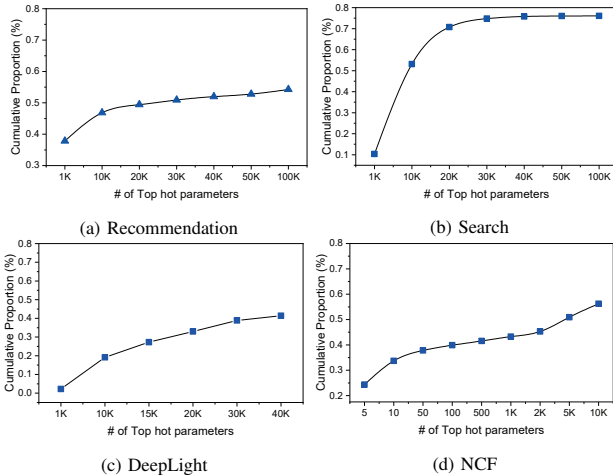 0.8
0.7
0.6
0.5
0.4
0.3
Cumulative Proportion (%)
1K 10K 20K 30K 40K 50K 100K
# of Top hot parameters
(a) Recommendation
0.8
0.7
0.6
0.5
0.4
0.3
0.2
0.1
Cumulative Proportion (%)
1K 10K 20K 30K 40K 50K 100K
# of Top hot parameters
(b) Search
0.8
0.7
0.6
0.5
0.4
0.3
0.2
0.1
0.0
Cumulative Proportion (%)
1K 10K 15K 20K 30K 40K
# of Top hot parameters
(c) DeepLight
0.8
0.7
0.6
0.5
0.4
0.3
0.2
Cumulative Proportion (%)
5 10 50 100 500 1K 2K 5K 10K
# of Top hot parameters
(d) NCF